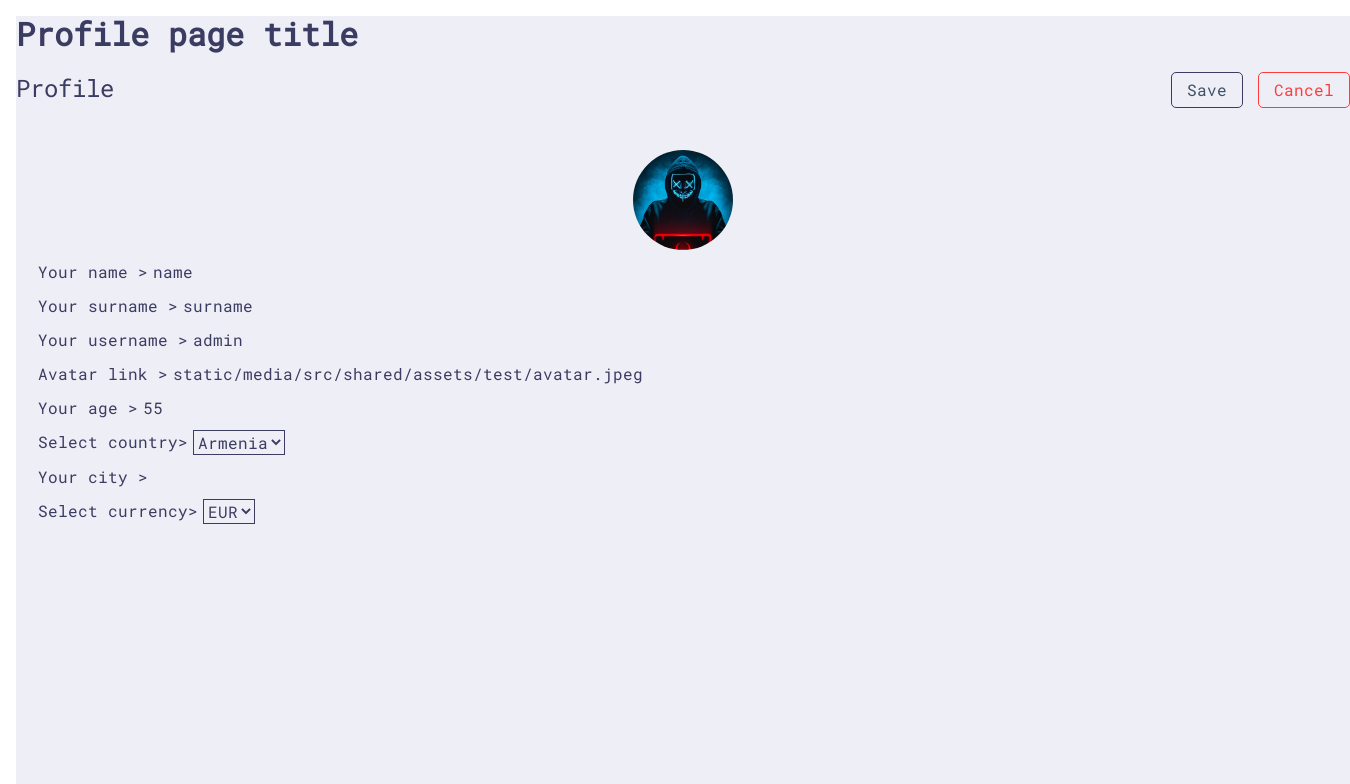 Profile page title
Profile
Save
Cancel
Your name > name
Your surname > surname
Your username > admin
Avatar link > static/media/src/shared/assets/test/avatar.jpeg
Your age > 55
Select country> Armenia
Your city >
Select currency> EUR